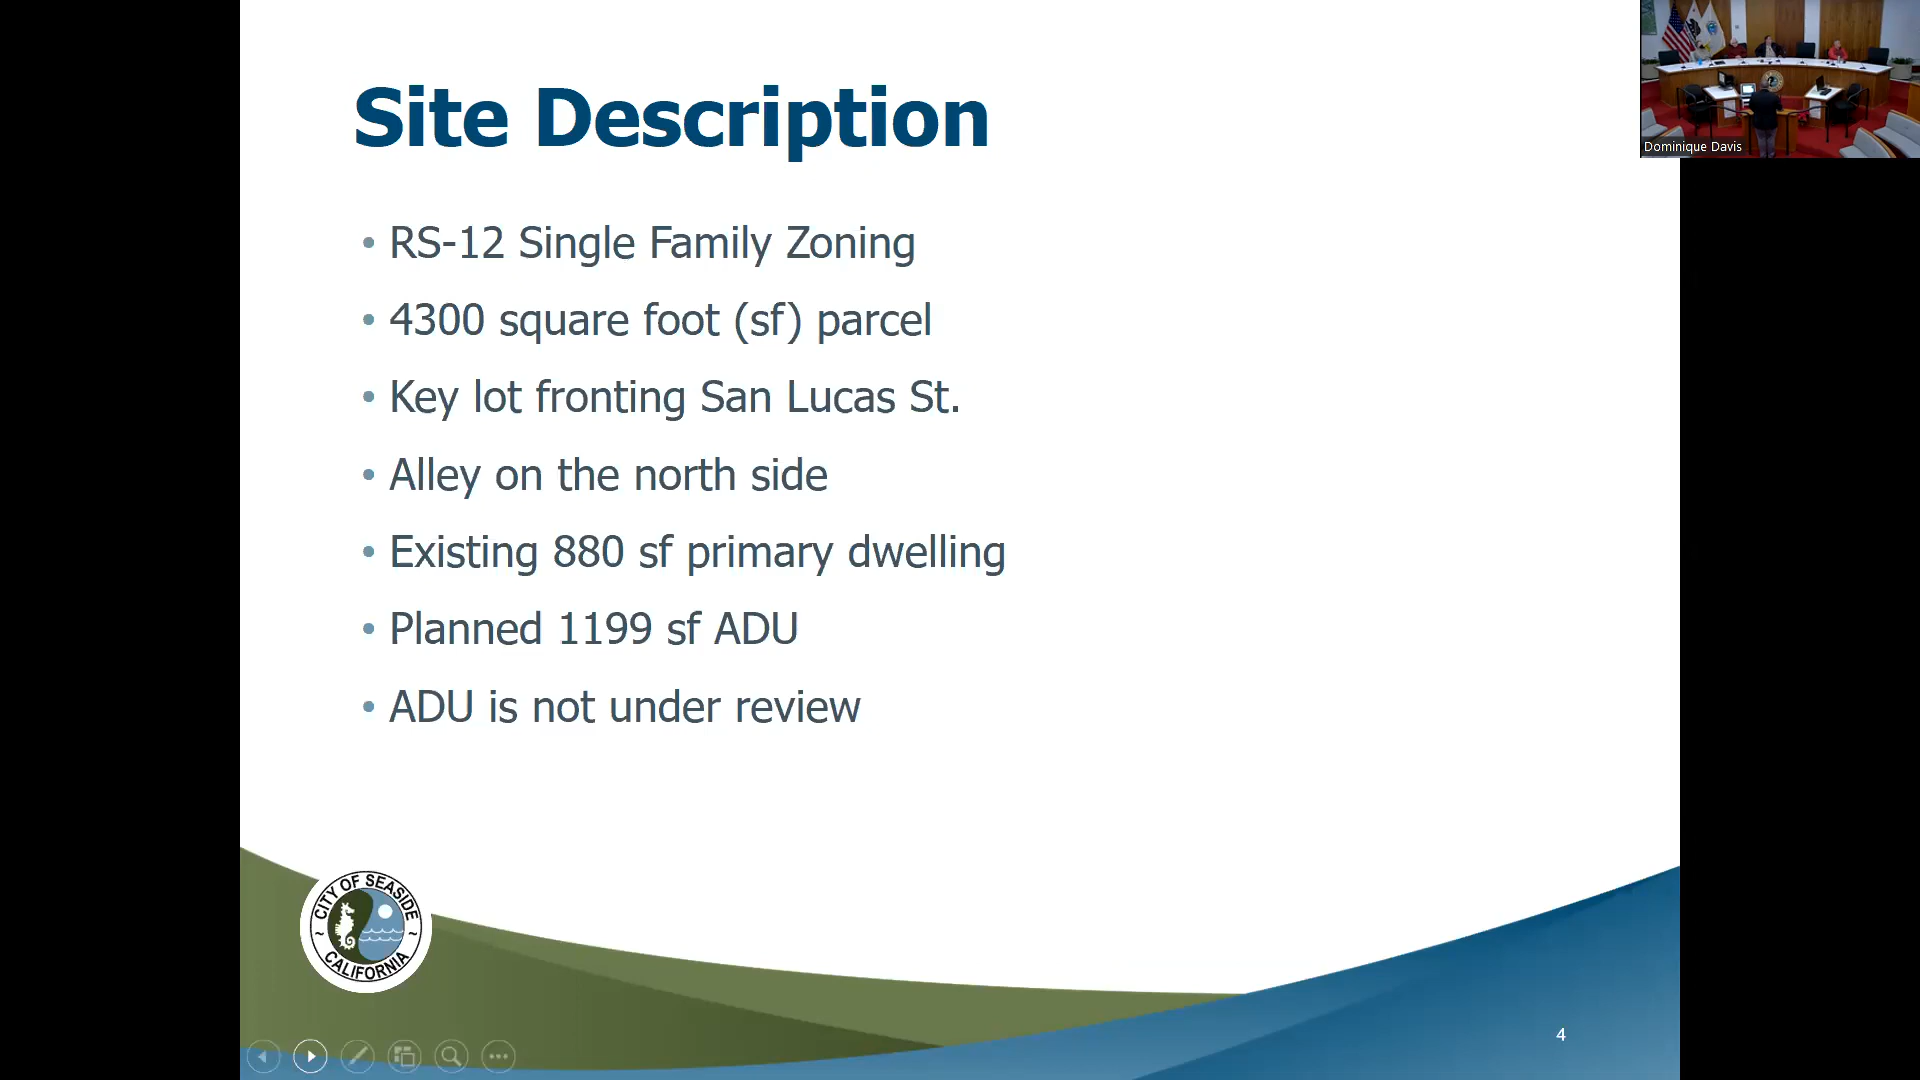 Site Description
• RS-12 Single Family Zoning
• 4300 square foot (sf) parcel
• Key lot fronting San Lucas St.
• Alley on the north side
• Existing 880 sf primary dwelling
• Planned 1199 sf ADU
• ADU is not under review
CITY OF SEASIDE
~ ~
CALIFORNIA
4
Dominique Davis